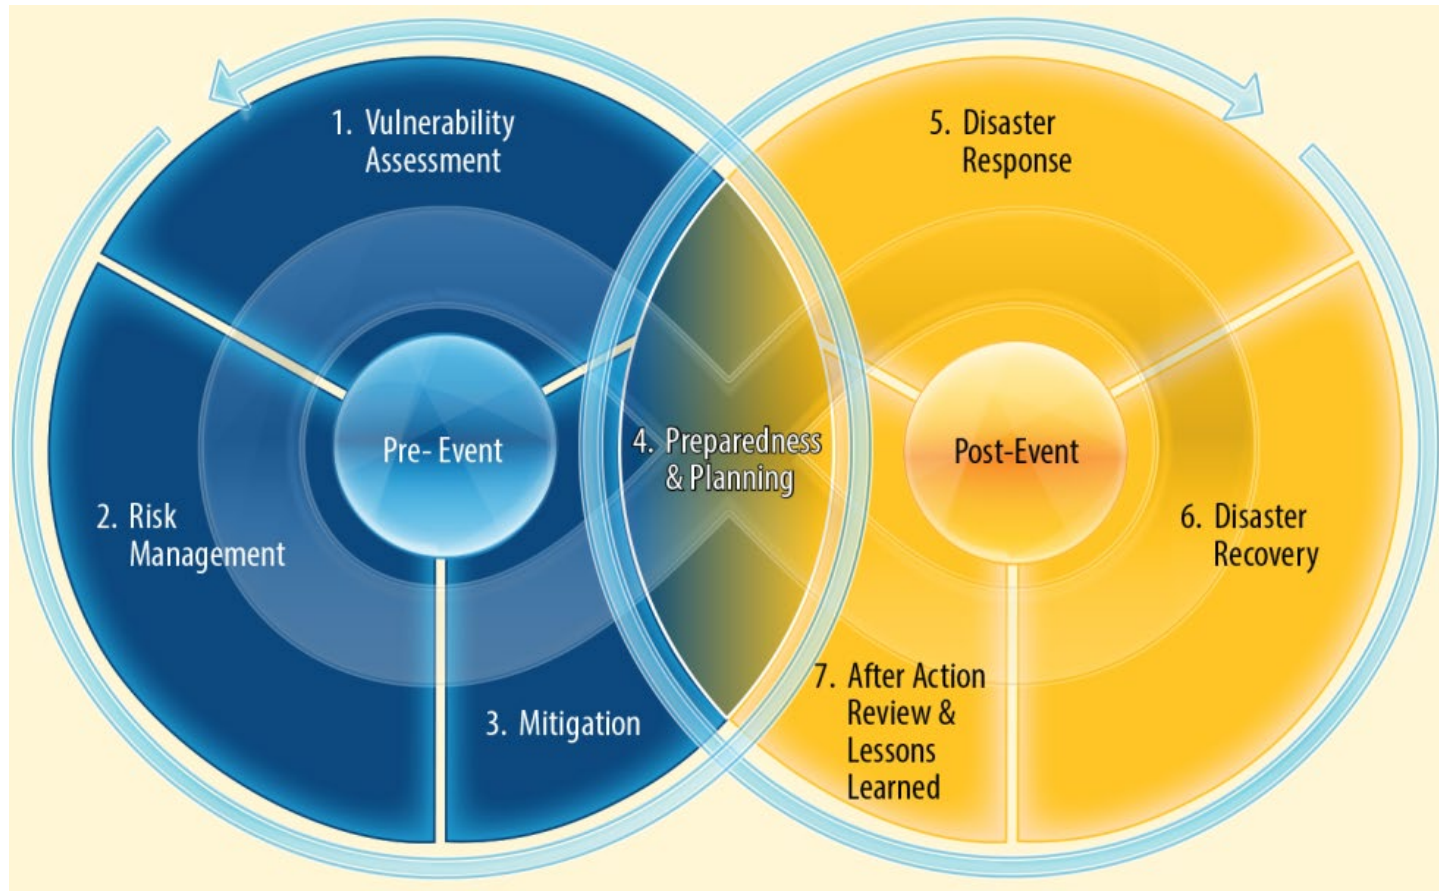 1. Vulnerability
Assessment
5. Disaster
Response
Pre- Event
4. Preparedness
& Planning
Post-Event
2. Risk
Management
6. Disaster
Recovery
3. Mitigation
7. After Action
Review &
Lessons
Learned